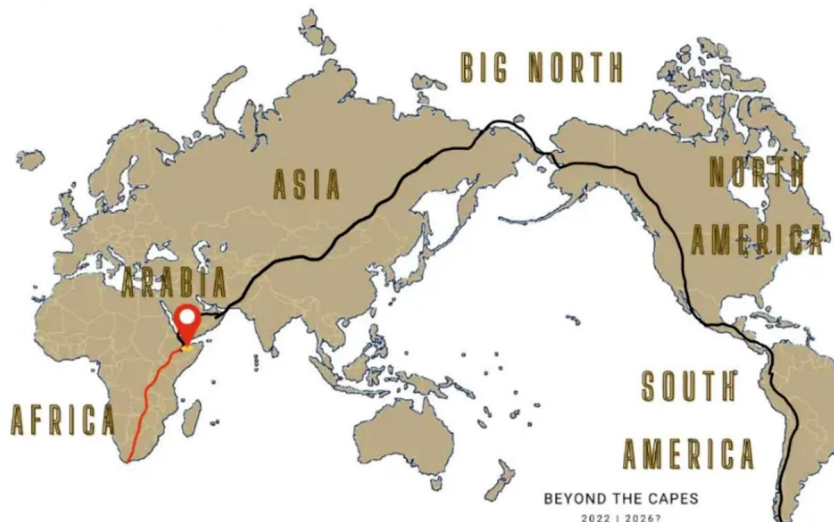 BIG NORTH
ASIA
NORTH
AMERICA
ARABIA
AFRICA
SOUTH
AMERICA
BEYOND THE CAPES
2022 | 2026?